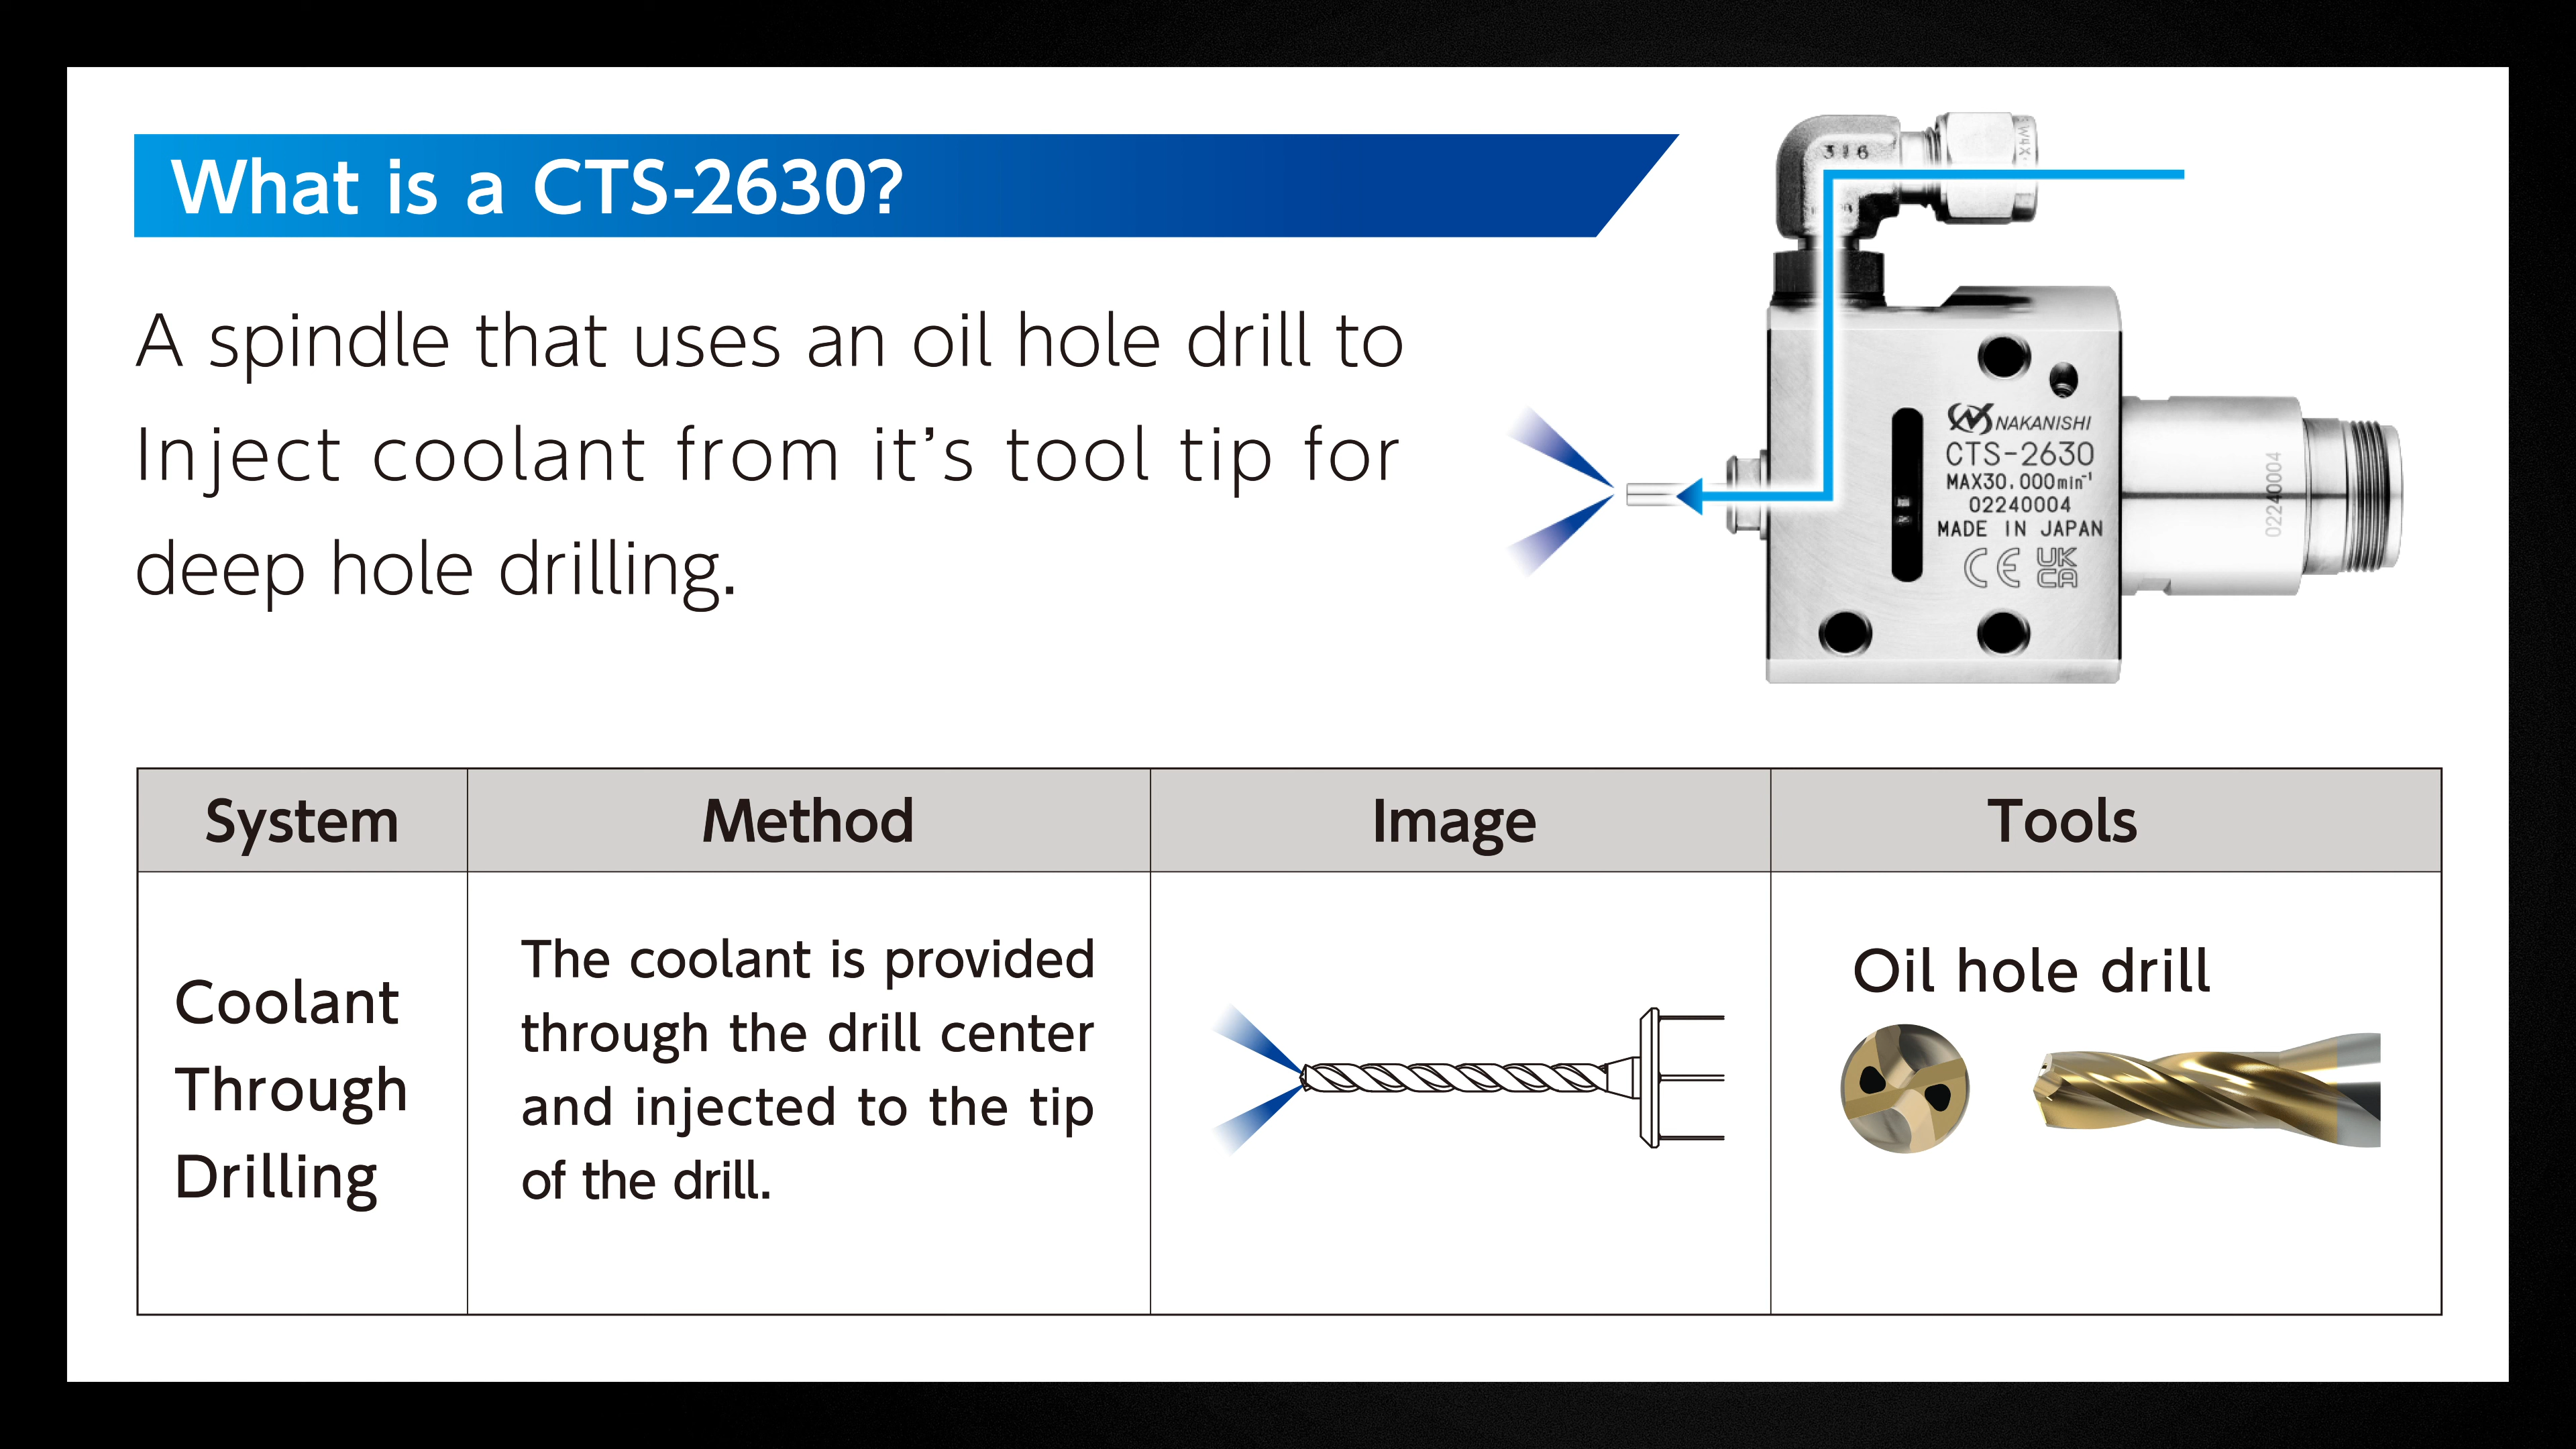 What is a CTS-2630?
A spindle that uses an oil hole drill to
Inject coolant from it’s tool tip for
deep hole drilling.
316
W4X
NAKANISHI
CTS-2630
MAX30.000min⁻¹
02240004
MADE IN JAPAN
CE UK
CA
02240004
System Method Image Tools
Coolant
Through
Drilling
The coolant is provided
through the drill center
and injected to the tip
of the drill.
Oil hole drill